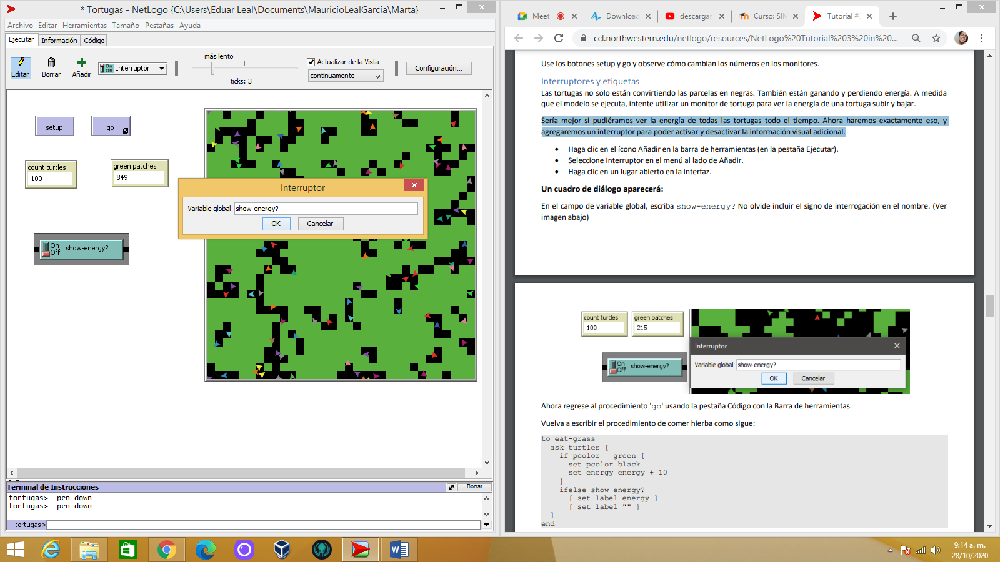 * Tortugas - NetLogo {C:\Users\Eduar Leal\Documents\MauricioLealGarcia\Marta}
Archivo Editar Herramientas Tamaño Pestañas Ayuda
Ejecutar Información Código
Editar Borrar Añadir
On Off Interruptor
más lento
ticks: 3
Actualizar de la Vista...
continuamente
Configuración...
setup
go
count turtles
100
green patches
849
On
Off
show-energy?
Interruptor
Variable global show-energy?
OK Cancelar
Terminal de Instrucciones
Borrar
tortugas> pen-down
tortugas> pen-down
tortugas>
Meet
Download
descargar
Curso: SI
Tutorial #
ccl.northwestern.edu/netlogo/resources/NetLogo%20Tutorial%203%20in%20...
Use los botones setup y go y observe cómo cambian los números en los monitores.
Interruptores y etiquetas
Las tortugas no solo están convirtiendo las parcelas en negras. También están ganando y perdiendo energía. A medida
que el modelo se ejecuta, intente utilizar un monitor de tortuga para ver la energía de una tortuga subir y bajar.
Sería mejor si pudiéramos ver la energía de todas las tortugas todo el tiempo. Ahora haremos exactamente eso, y
agregaremos un interruptor para poder activar y desactivar la información visual adicional.
• Haga clic en el ícono Añadir en la barra de herramientas (en la pestaña Ejecutar).
• Seleccione Interruptor en el menú al lado de Añadir.
• Haga clic en un lugar abierto en la interfaz.
Un cuadro de diálogo aparecerá:
En el campo de variable global, escriba show-energy? No olvide incluir el signo de interrogación en el nombre. (Ver
imagen abajo)
count turtles
100
green patches
215
On
Off
show-energy?
Interruptor
Variable global show-energy?
OK Cancelar
Ahora regrese al procedimiento 'go' usando la pestaña Código con la Barra de herramientas.
Vuelva a escribir el procedimiento de comer hierba como sigue:
to eat-grass
ask turtles [
if pcolor = green [
set pcolor black
set energy energy + 10
]
ifelse show-energy?
[ set label energy ]
[ set label "" ]
]
end
9:14 a. m.
28/10/2020